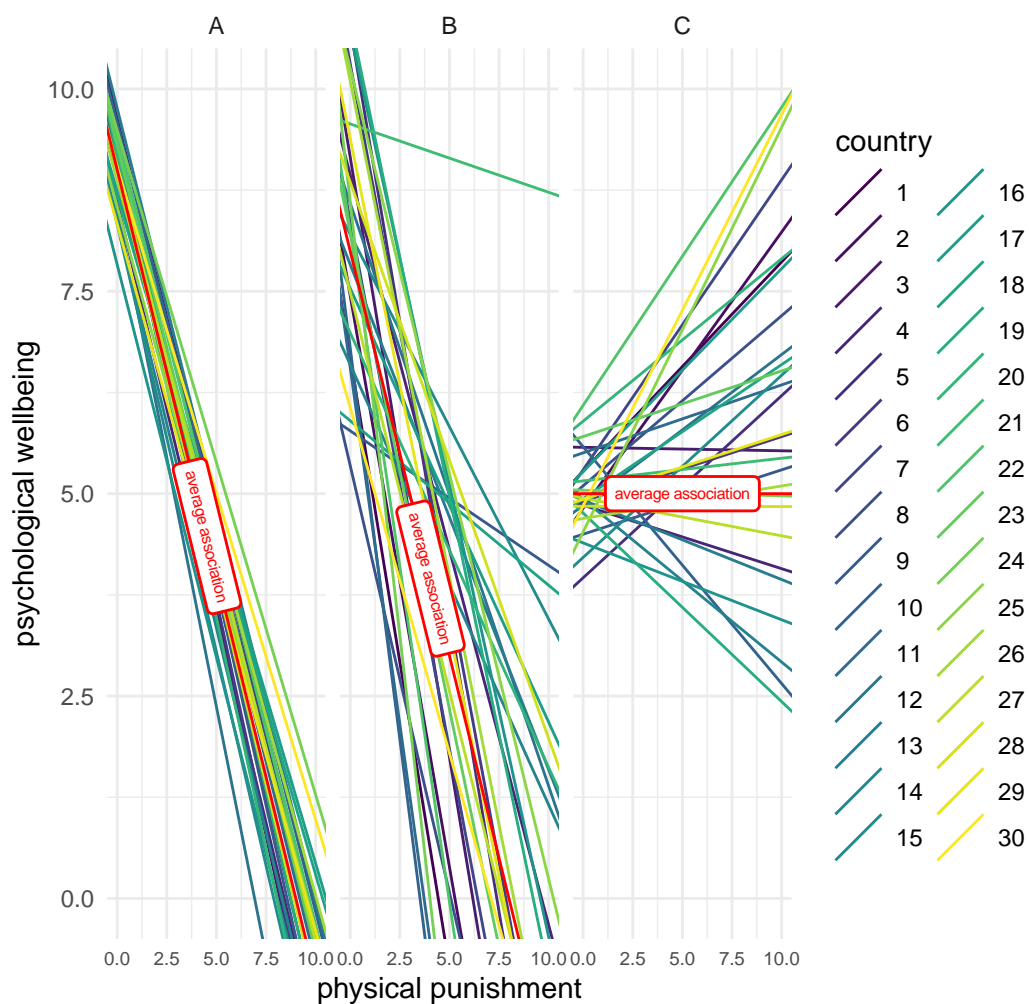 A B C
psychological wellbeing
10.0
7.5
5.0
2.5
0.0
average association
average association
average association
0.0 2.5 5.0 7.5 10.0 0.0 2.5 5.0 7.5 10.0 0.0 2.5 5.0 7.5 10.0
physical punishment
country
1 16
2 17
3 18
4 19
5 20
6 21
7 22
8 23
9 24
10 25
11 26
12 27
13 28
14 29
15 30